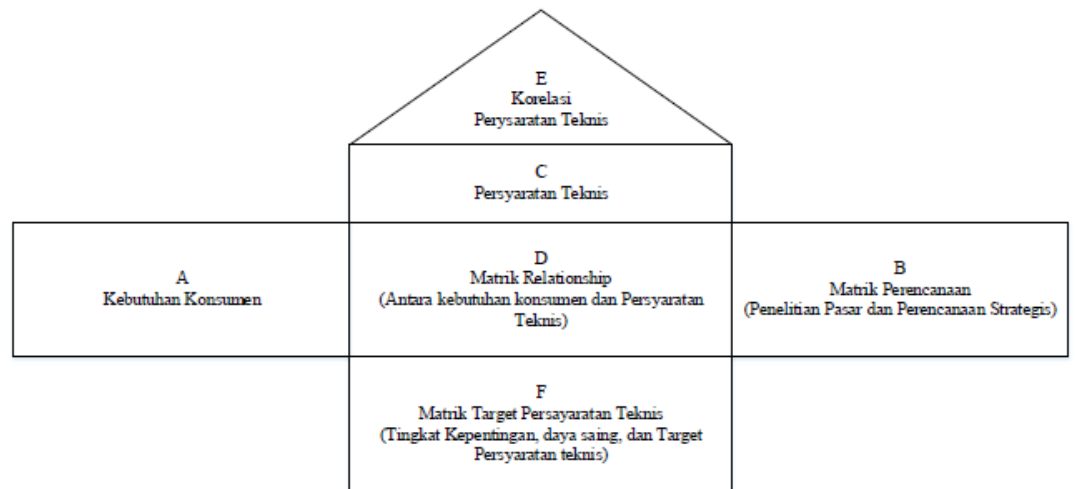 E
Korelasi
Perysaratan Teknis
C
Persyaratan Teknis
A
Kebutuhan Konsumen
D
Matrik Relationship
(Antara kebutuhan konsumen dan Persyaratan
Teknis)
B
Matrik Perencanaan
(Penelitian Pasar dan Perencanaan Strategis)
F
Matrik Target Persayaratan Teknis
(Tingkat Kepentingan, daya saing, dan Target
Persyaratan teknis)